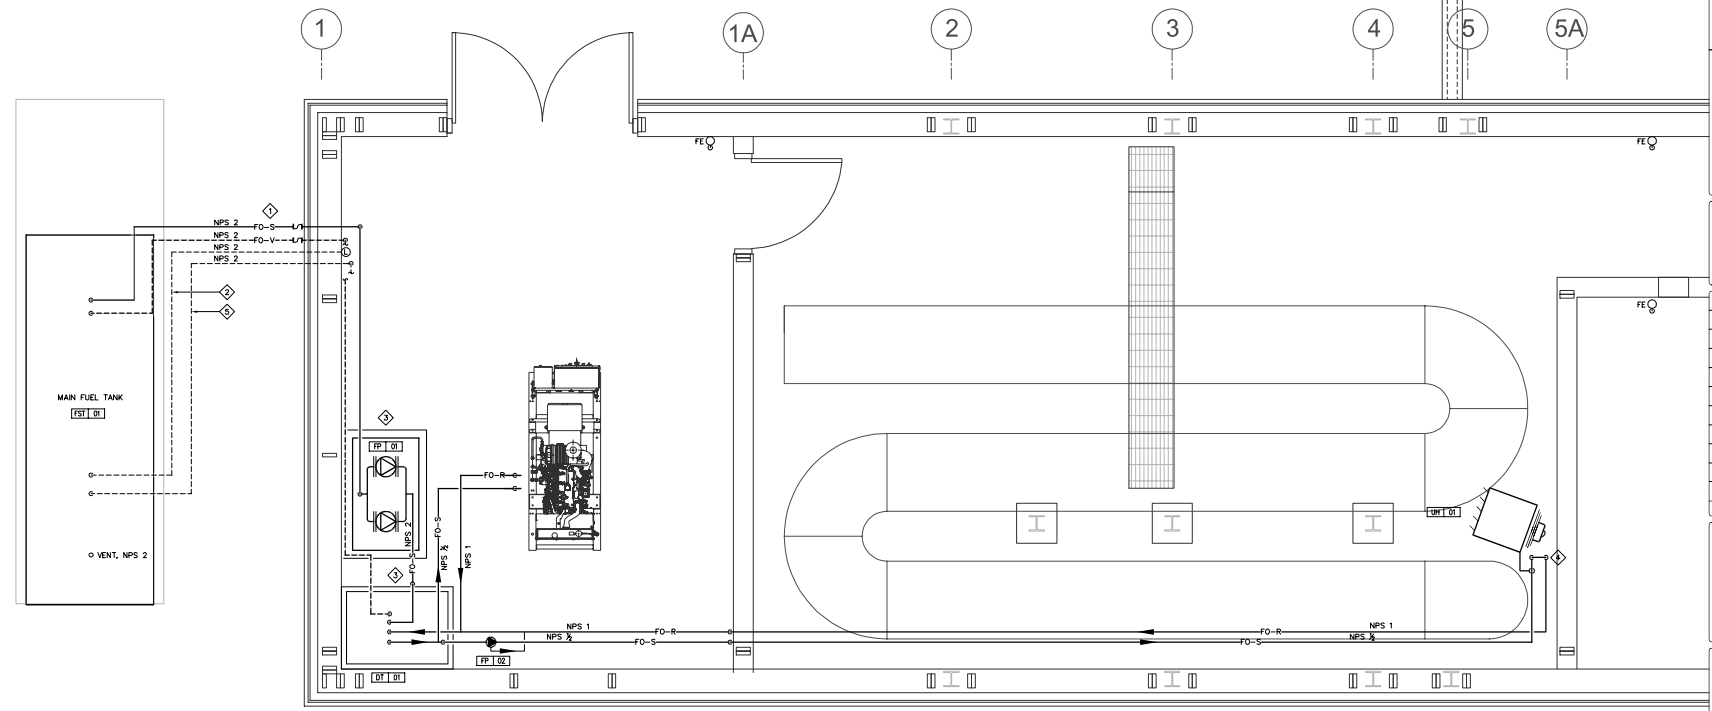 1
1A
2
3
4
5
5A
FE
FE
1
NPS 2
FO-S
NPS 2
FO-V
NPS 2
NPS 2
L
2
5
FE
MAIN FUEL TANK
FST 01
3
FP 01
FO-R
FO-S
NPS 2
FO-S
NPS ½
NPS 1
UH 01
VENT, NPS 2
4
3
NPS 1
FO-R
NPS ½
FO-S
FO-R
NPS 1
FO-S
NPS ½
FP 02
DT 01